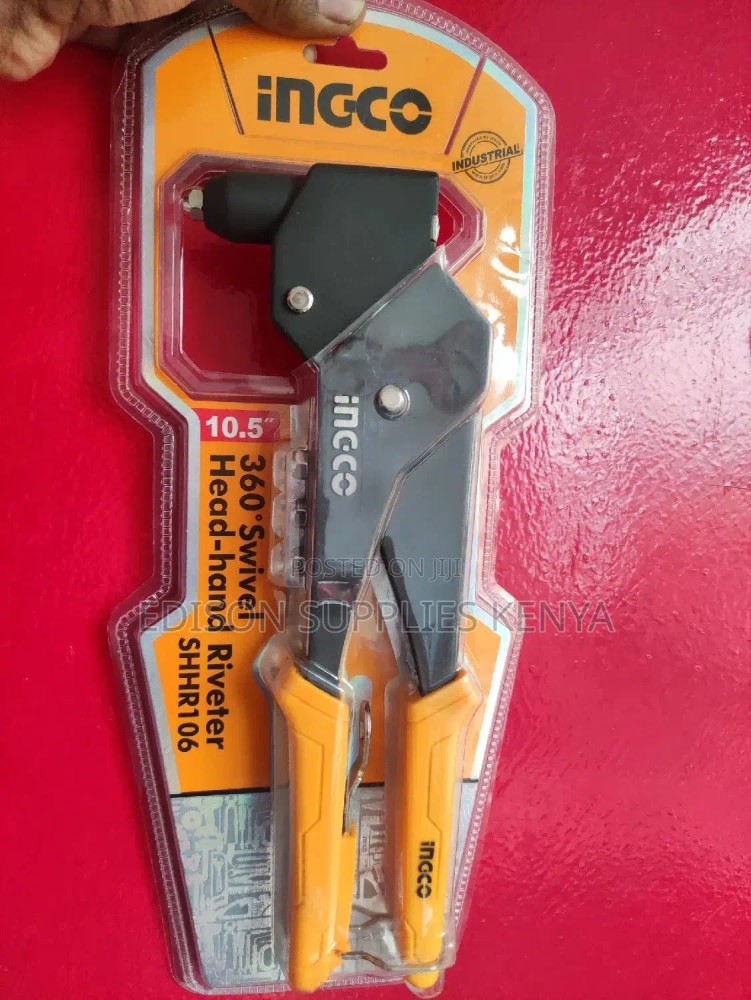 iNGCO
INDUSTRIAL
iNGCO
10.5"
360° Swivel
Head-hand Riveter
SHHR106
POSTED ON JIJI
EDISON SUPPLIES KENYA
iNGCO